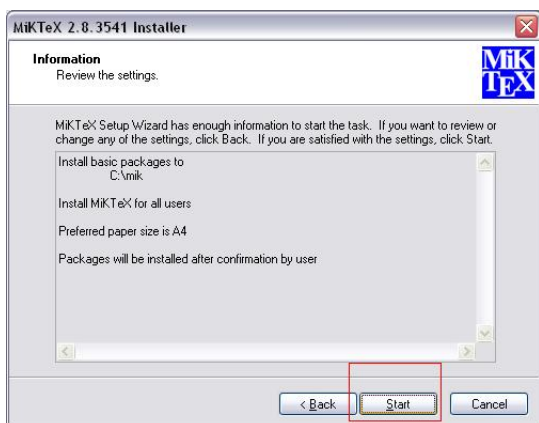 MiKTeX 2.8.3541 Installer
Information
Review the settings.
MiK
TEX
MiKTeX Setup Wizard has enough information to start the task. If you want to review or
change any of the settings, click Back. If you are satisfied with the settings, click Start.
Install basic packages to
C:\mik
Install MiKTeX for all users
Preferred paper size is A4
Packages will be installed after confirmation by user
< Back
Start
Cancel